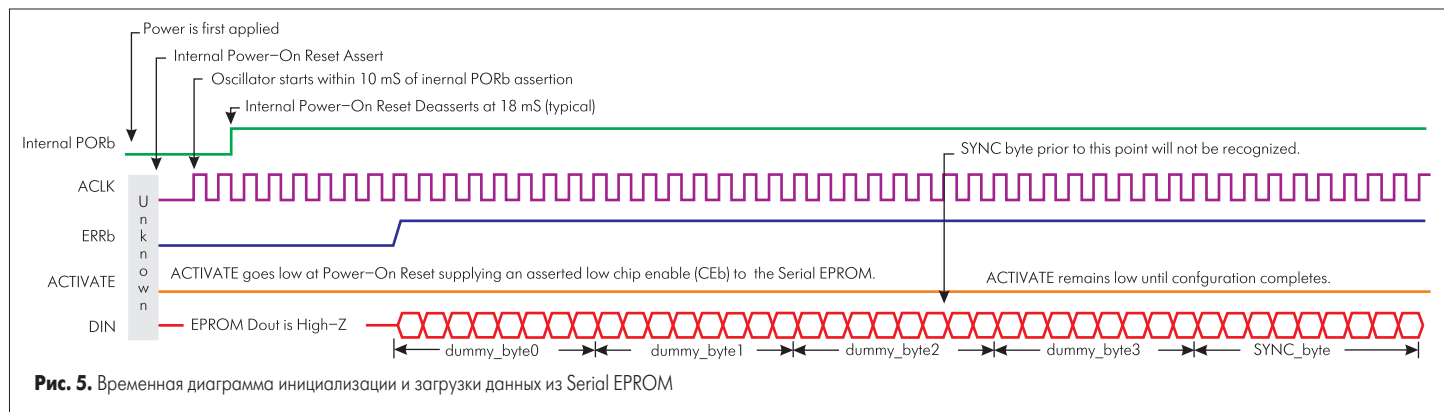 Power is first applied
Internal Power-On Reset Assert
Oscillator starts within 10 mS of inernal PORb assertion
Internal Power-On Reset Deasserts at 18 mS (typical)
Internal PORb
SYNC byte prior to this point will not be recognized.
ACLK
Unknown
ERRb
ACTIVATE goes low at Power-On Reset supplying an asserted low chip enable (CEb) to the Serial EPROM.
ACTIVATE remains low until confguration completes.
ACTIVATE
DIN
EPROM Dout is High-Z
dummy_byte0
dummy_byte1
dummy_byte2
dummy_byte3
SYNC_byte
Рис. 5. Временная диаграмма инициализации и загрузки данных из Serial EPROM